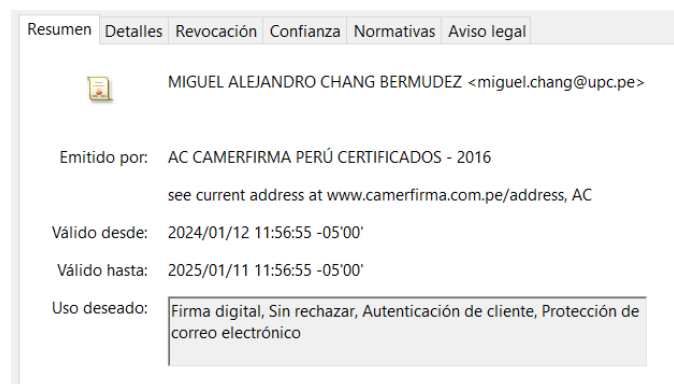 Resumen Detalles Revocación Confianza Normativas Aviso legal
MIGUEL ALEJANDRO CHANG BERMUDEZ <miguel.chang@upc.pe>
Emitido por: AC CAMERFIRMA PERÚ CERTIFICADOS - 2016
see current address at www.camerfirma.com.pe/address, AC
Válido desde: 2024/01/12 11:56:55 -05'00'
Válido hasta: 2025/01/11 11:56:55 -05'00'
Uso deseado: Firma digital, Sin rechazar, Autenticación de cliente, Protección de
correo electrónico